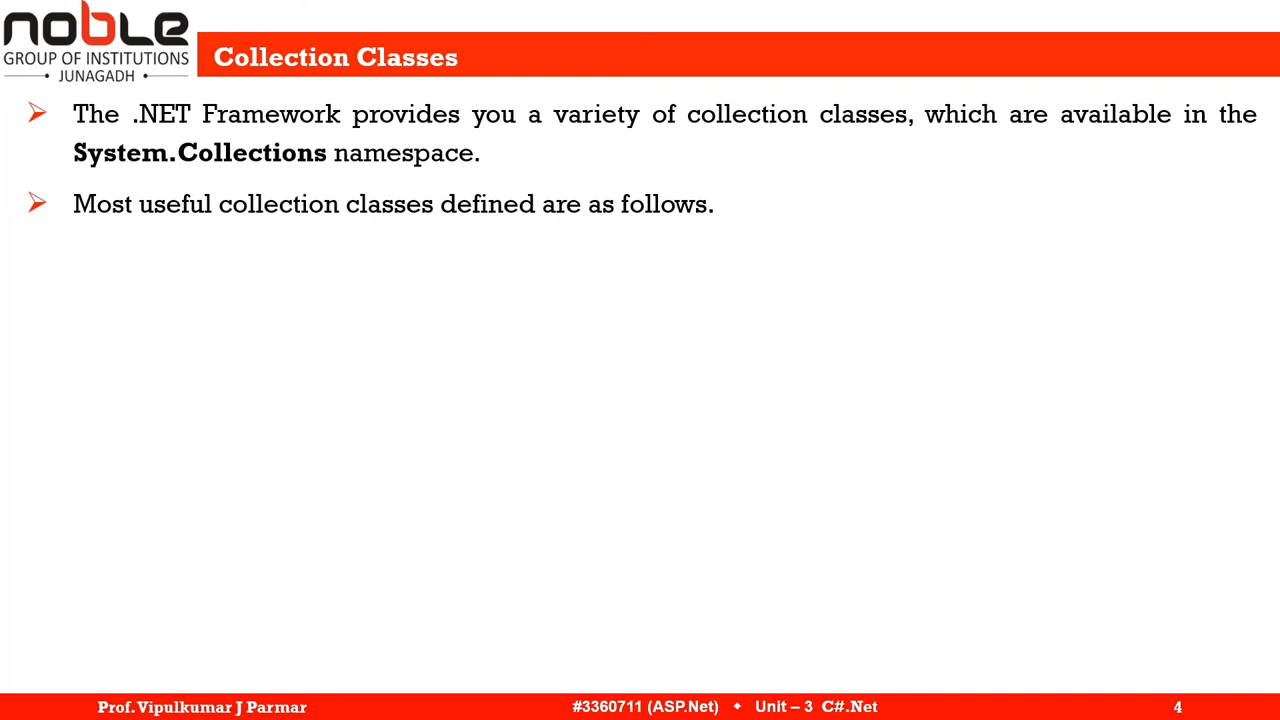 noble
GROUP OF INSTITUTIONS
JUNAGADH
Collection Classes
The .NET Framework provides you a variety of collection classes, which are available in the
System.Collections namespace.
Most useful collection classes defined are as follows.
Prof. Vipulkumar J Parmar
#3360711 (ASP.Net) • Unit – 3 C#.Net
4